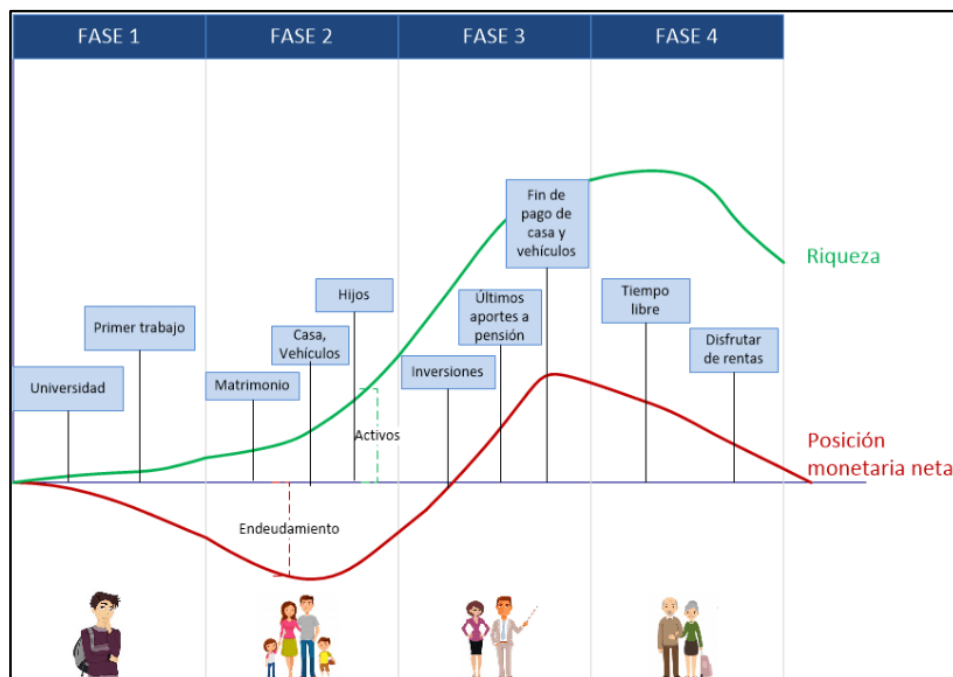 FASE 1
FASE 2
FASE 3
FASE 4
Fin de
pago de
casa y
vehículos
Riqueza
Hijos
Últimos
aportes a
pensión
Tiempo
libre
Primer trabajo
Casa,
Vehículos
Disfrutar
de rentas
Universidad
Matrimonio
Inversiones
Activos
Posición
monetaria neta
Endeudamiento